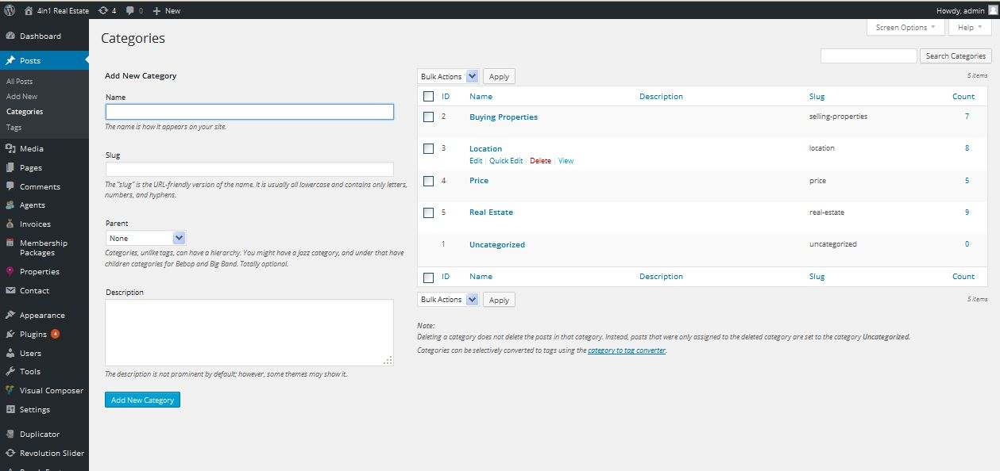 4in1 Real Estate 4 0 + New Howdy, admin
Dashboard
Posts
All Posts
Add New
Categories
Tags
Media
Pages
Comments
Agents
Invoices
Membership
Packages
Properties
Contact
Appearance
Plugins 4
Users
Tools
Visual Composer
Settings
Duplicator
Revolution Slider
Categories
Screen Options Help
Search Categories
Add New Category
Name
The name is how it appears on your site.
Slug
The "slug" is the URL-friendly version of the name. It is usually all lowercase and contains only letters,
numbers, and hyphens.
Parent
None
Categories, unlike tags, can have a hierarchy. You might have a Jazz category, and under that have
children categories for Bebop and Big Band. Totally optional.
Description
The description is not prominent by default; however, some themes may show it.
Add New Category
Bulk Actions Apply 5 items
ID Name Description Slug Count
2 Buying Properties selling-properties 7
3 Location location 8
Edit | Quick Edit | Delete | View
4 Price price 5
5 Real Estate real-estate 9
1 Uncategorized uncategorized 0
ID Name Description Slug Count
Bulk Actions Apply 5 items
Note:
Deleting a category does not delete the posts in that category. Instead, posts that were only assigned to the deleted category are set to the category Uncategorized.
Categories can be selectively converted to tags using the category to tag converter.